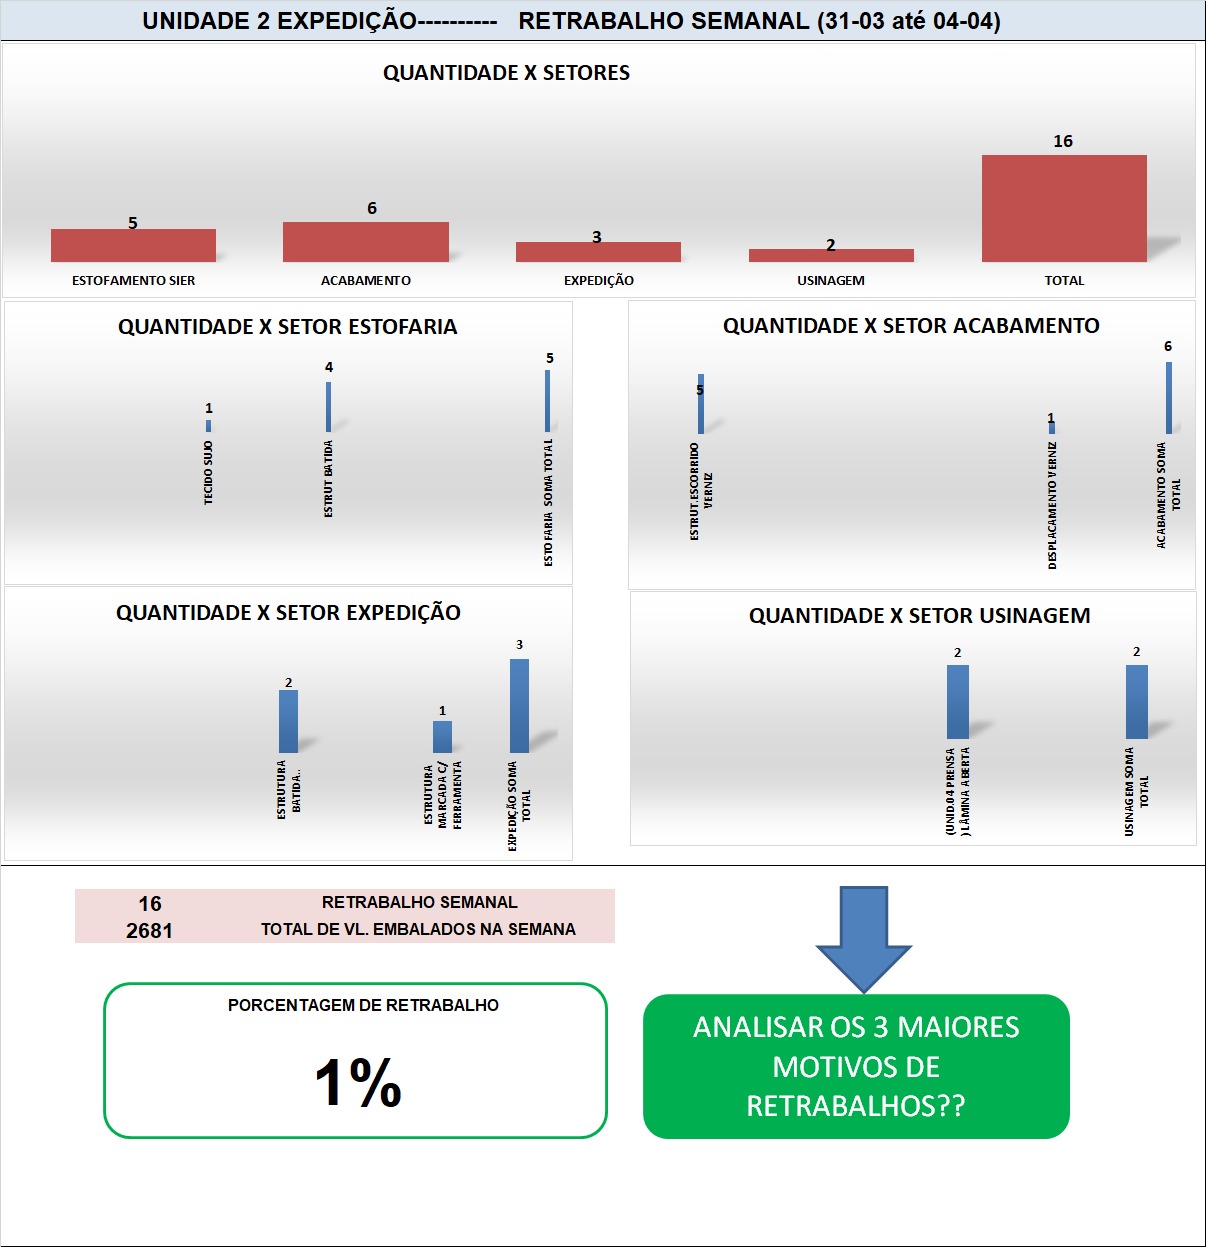 UNIDADE 2 EXPEDIÇÃO---------- RETRABALHO SEMANAL (31-03 até 04-04)
QUANTIDADE X SETORES
5
6
3
2
16
ESTOFAMENTO SIER
ACABAMENTO
EXPEDIÇÃO
USINAGEM
TOTAL
QUANTIDADE X SETOR ESTOFARIA
1
4
5
TECIDO SUJO
ESTRUT BATIDA
ESTOFARIA SOMA TOTAL
QUANTIDADE X SETOR ACABAMENTO
5
1
6
ESTRUT.ESCORRIDO
VERNIZ
DESPLACAMENTO VERNIZ
ACABAMENTO SOMA
TOTAL
QUANTIDADE X SETOR EXPEDIÇÃO
2
1
3
ESTRUTURA
BATIDA..
ESTRUTURA
MARCADA C/
FERRAMENTA
EXPEDIÇÃO SOMA
TOTAL
QUANTIDADE X SETOR USINAGEM
2
2
(UNID.04 PRENSA
) LÂMINA ABERTA
USINAGEM SOMA
TOTAL
16 RETRABALHO SEMANAL
2681 TOTAL DE VL. EMBALADOS NA SEMANA
PORCENTAGEM DE RETRABALHO
1%
ANALISAR OS 3 MAIORES
MOTIVOS DE
RETRABALHOS??